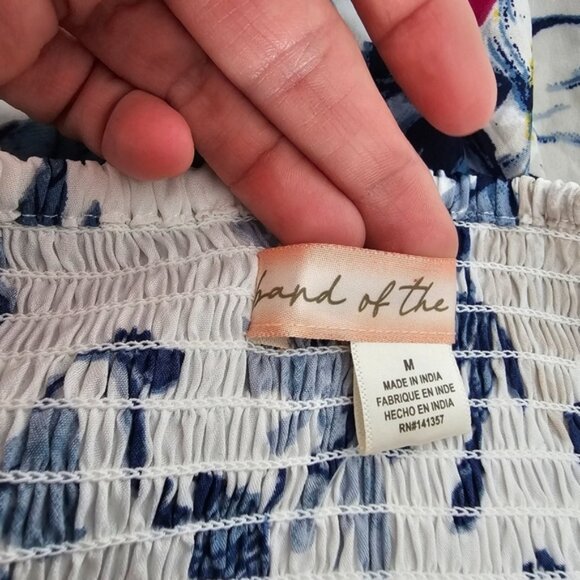 band of the
M
MADE IN INDIA
FABRIQUE EN INDE
HECHO EN INDIA
RN#141357